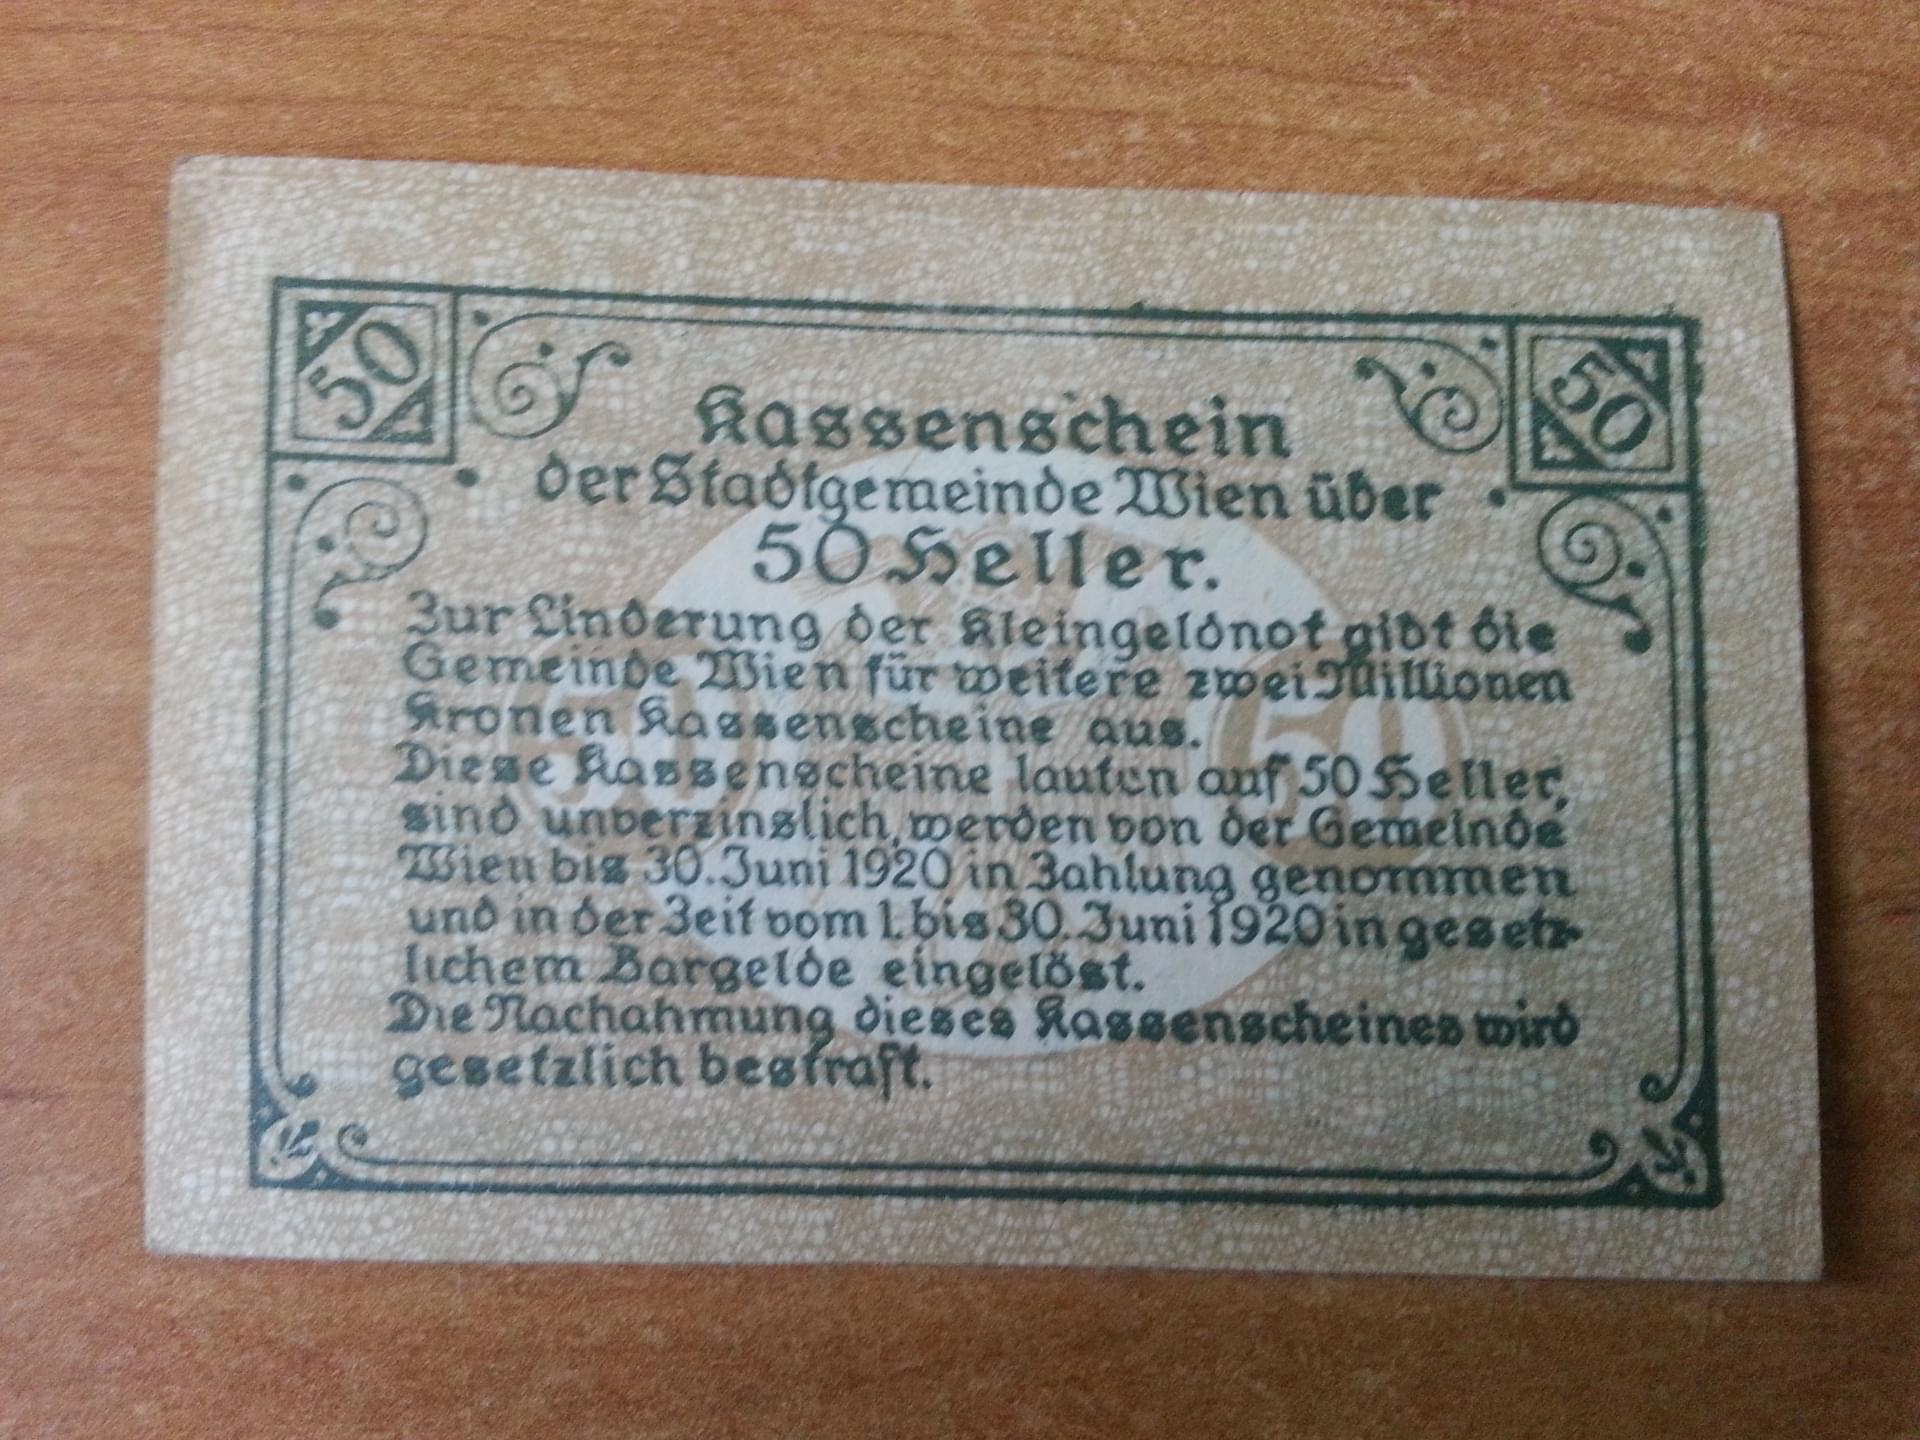 50 50
Kassenschein
der Stadtgemeinde Wien über
50 Heller.
Zur Linderung der Kleingeldnot gibt die
Gemeinde Wien für weitere zwei Millionen
Kronen Kassenscheine aus.
Diese Kassenscheine lauten auf 50 Heller,
sind unverzinslich, werden von der Gemeinde
Wien bis 30. Juni 1920 in Zahlung genommen
und in der Zeit vom 1. bis 30. Juni 1920 in gesetz-
lichem Bargelde eingelöst.
Die Nachahmung dieses Kassenscheines wird
gesetzlich bestraft.
50 50